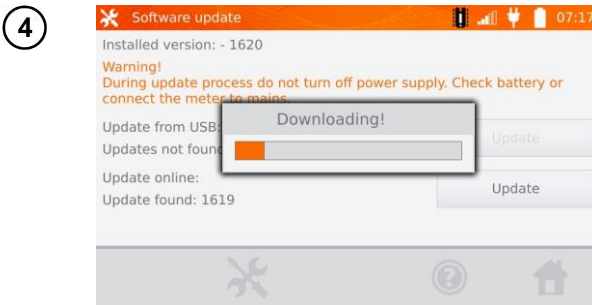 4
Software update 07:17
Installed version: - 1620
Warning!
During update process do not turn off power supply. Check battery or
connect the meter to mains.
Downloading!
Update from USB:
Updates not found
Update
Update online:
Update found: 1619
Update